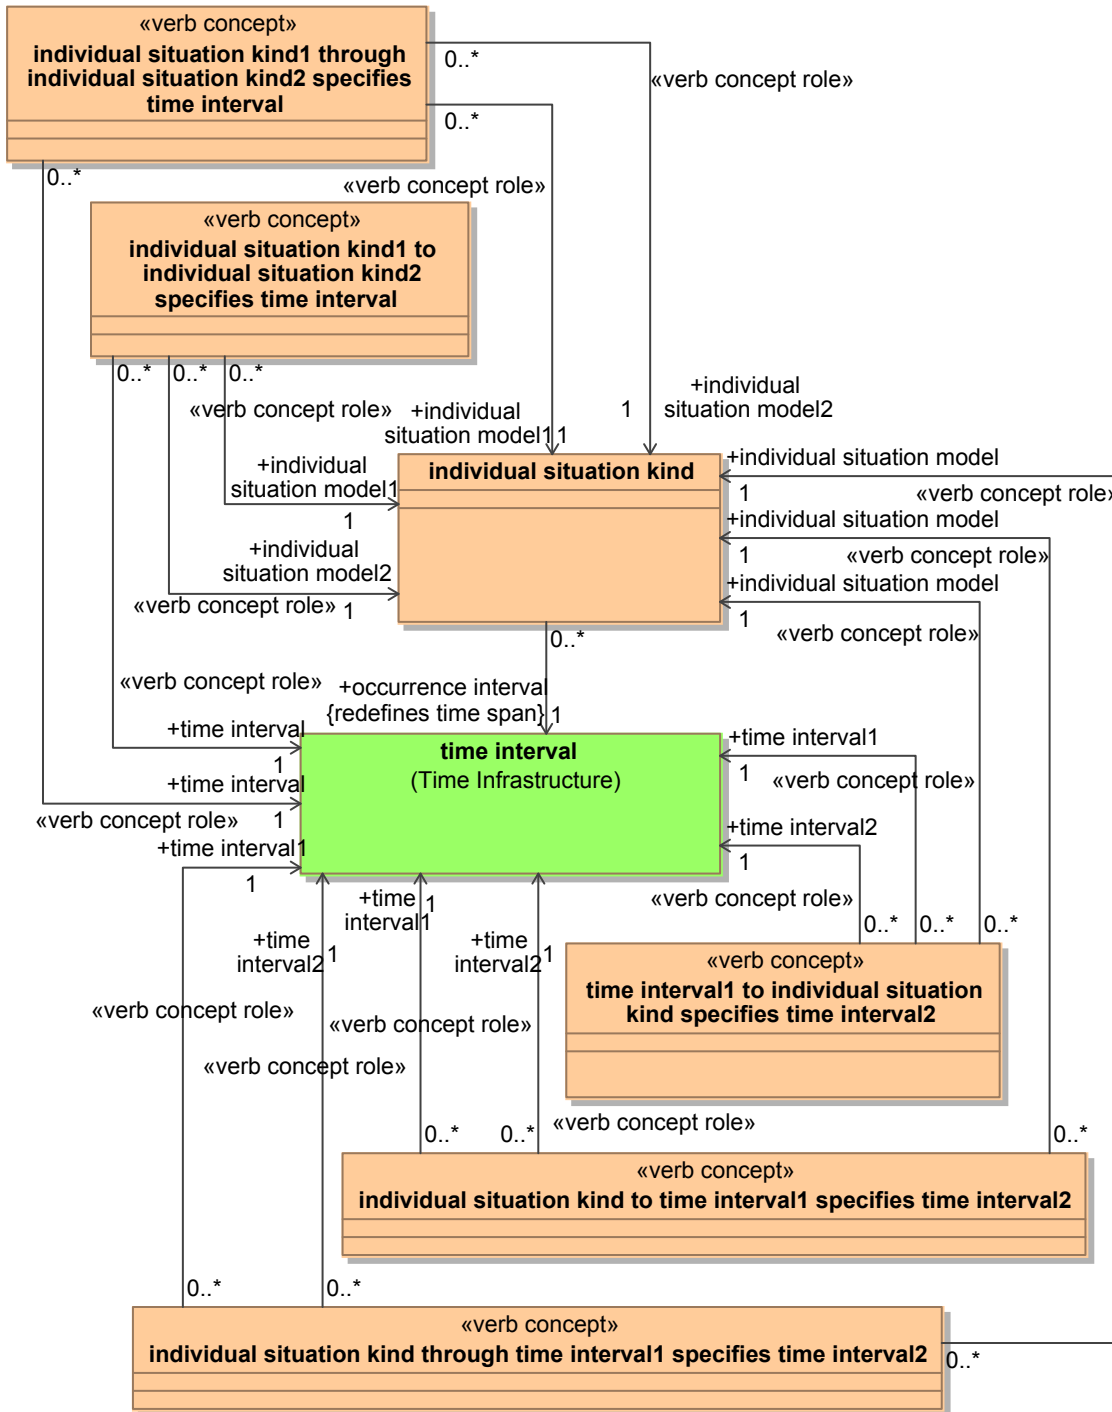 «verb concept»
individual situation kind1 through
individual situation kind2 specifies
time interval
0..*
«verb concept role»
0..*
0..*
«verb concept role»
«verb concept»
individual situation kind1 to
individual situation kind2
specifies time interval
0..*
0..*
0..*
«verb concept role»
+individual
situation model1
1
+individual
situation model2
1
+individual
situation model1
1
individual situation kind
+individual situation model
1
«verb concept role»
+individual situation model
1
«verb concept role»
+individual
situation model2
1
«verb concept role»
+individual situation model
1
«verb concept role»
0..*
«verb concept role»
+occurrence interval
{redefines time span}
1
+time interval
1
time interval
(Time Infrastructure)
+time interval1
1
«verb concept role»
+time interval
1
«verb concept role»
+time interval1
1
+time interval2
1
«verb concept role»
+time
interval1
1
+time
interval2
1
+time
interval2
1
0..*
0..*
0..*
«verb concept»
time interval1 to individual situation
kind specifies time interval2
«verb concept role»
«verb concept role»
«verb concept role»
«verb concept role»
0..*
0..*
0..*
«verb concept»
individual situation kind to time interval1 specifies time interval2
0..*
0..*
«verb concept»
individual situation kind through time interval1 specifies time interval2
0..*